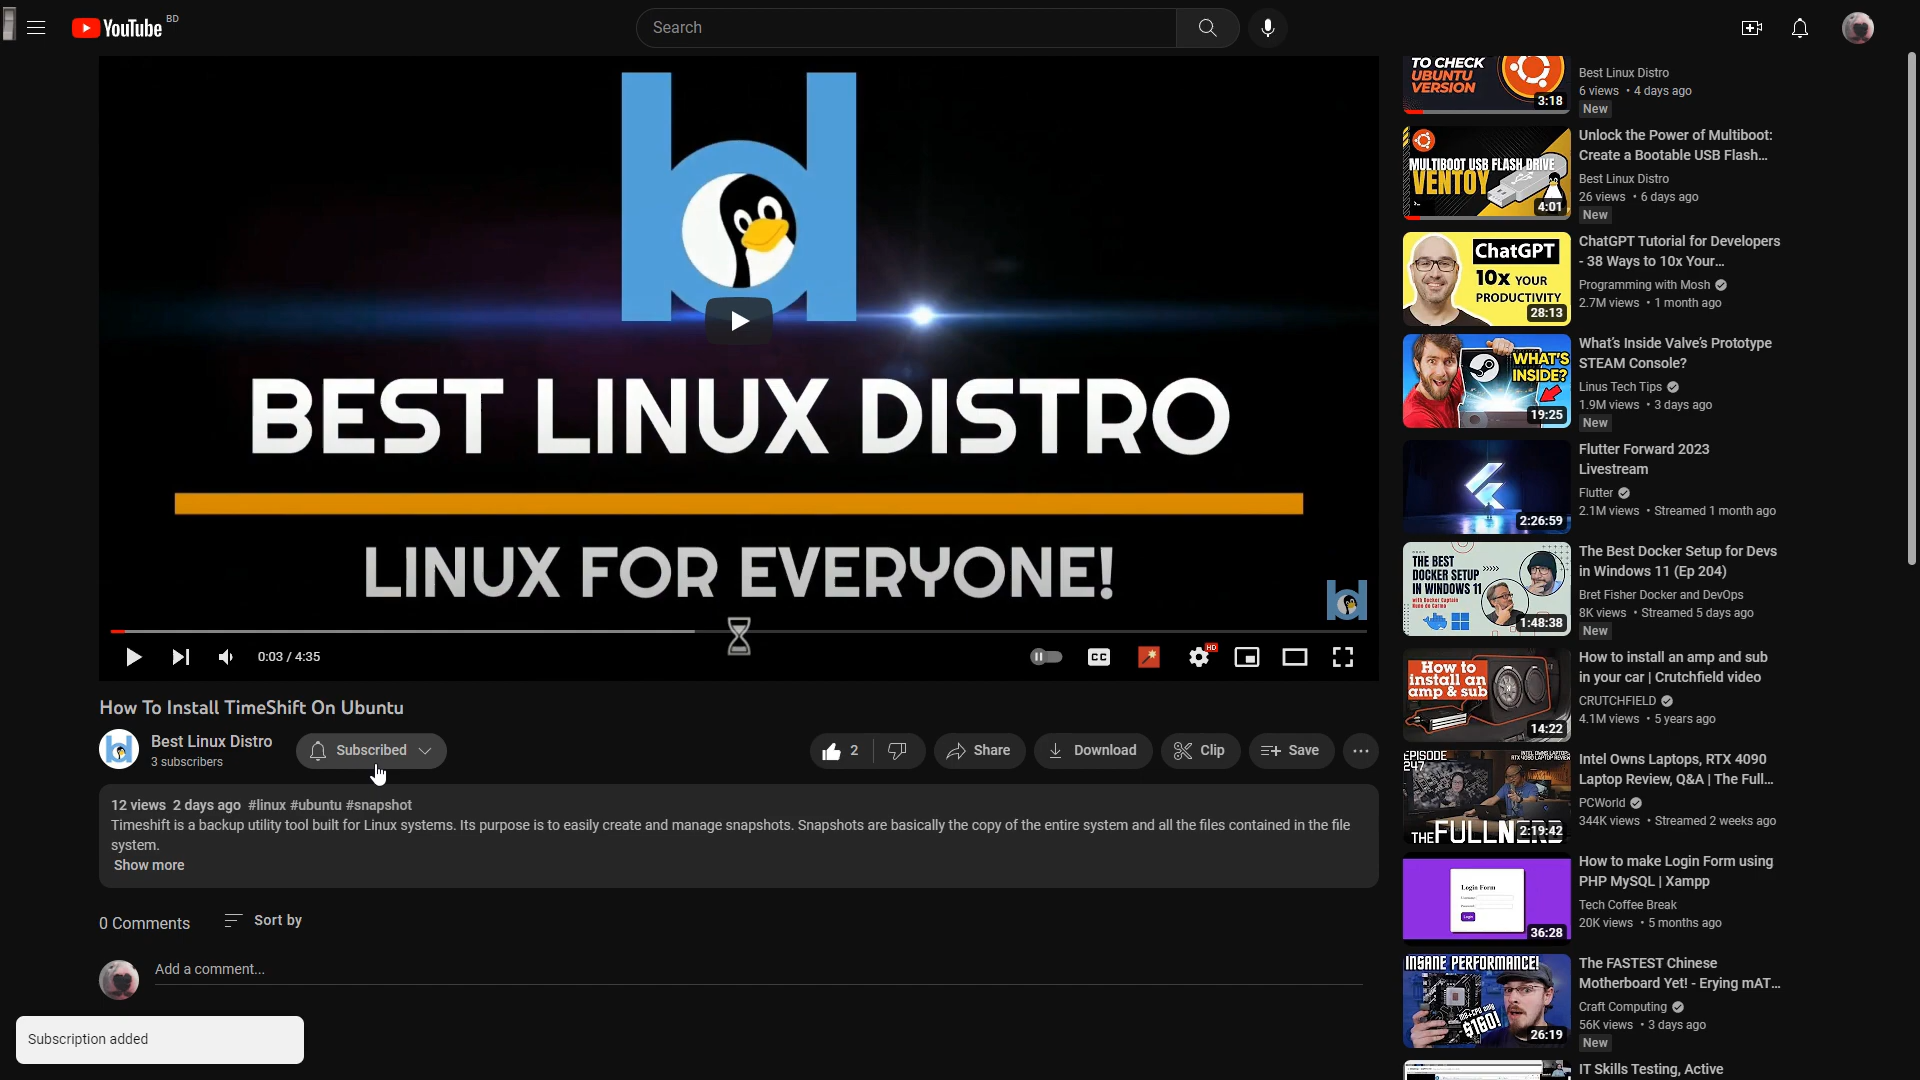 YouTube BD
Search
BEST LINUX DISTRO
LINUX FOR EVERYONE!
0:03 / 4:35
CC
HD
How To Install TimeShift On Ubuntu
Best Linux Distro
3 subscribers
Subscribed
2
Share
Download
Clip
Save
12 views 2 days ago #linux #ubuntu #snapshot
Timeshift is a backup utility tool built for Linux systems. Its purpose is to easily create and manage snapshots. Snapshots are basically the copy of the entire system and all the files contained in the file
system.
Show more
0 Comments
Sort by
Add a comment...
Subscription added
TO CHECK
UBUNTU
VERSION
3:18
Best Linux Distro
6 views • 4 days ago
New
MULTIBOOT USB FLASH DRIVE
VENTOY
4:01
Unlock the Power of Multiboot:
Create a Bootable USB Flash...
Best Linux Distro
26 views • 6 days ago
New
ChatGPT
10x YOUR
PRODUCTIVITY
28:13
ChatGPT Tutorial for Developers
- 38 Ways to 10x Your...
Programming with Mosh
2.7M views • 1 month ago
WHAT'S
INSIDE?
19:25
What's Inside Valve's Prototype
STEAM Console?
Linus Tech Tips
1.9M views • 3 days ago
New
2:26:59
Flutter Forward 2023
Livestream
Flutter
2.1M views • Streamed 1 month ago
THE BEST
DOCKER SETUP
IN WINDOWS 11
1:48:38
The Best Docker Setup for Devs
in Windows 11 (Ep 204)
Bret Fisher Docker and DevOps
8K views • Streamed 5 days ago
New
How to
install an
amp & sub
14:22
How to install an amp and sub
in your car | Crutchfield video
CRUTCHFIELD
4.1M views • 5 years ago
EPISODE
247
THE FULL NERD
2:19:42
Intel Owns Laptops, RTX 4090
Laptop Review, Q&A | The Full...
PCWorld
344K views • Streamed 2 weeks ago
Login Form
Login
36:28
How to make Login Form using
PHP MySQL | Xampp
Tech Coffee Break
20K views • 5 months ago
INSANE PERFORMANCE!
MB+CPU only
$160!
26:19
The FASTEST Chinese
Motherboard Yet! - Erying mAT...
Craft Computing
56K views • 3 days ago
New
IT Skills Testing, Active